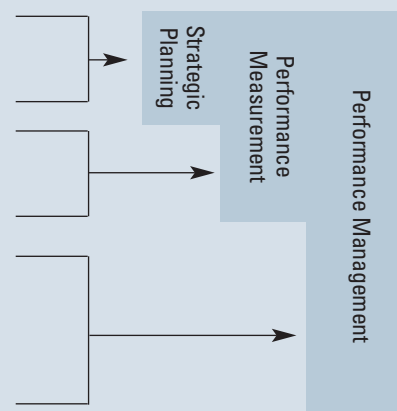 Strategic
Planning
Performance
Measurement
Performance Management